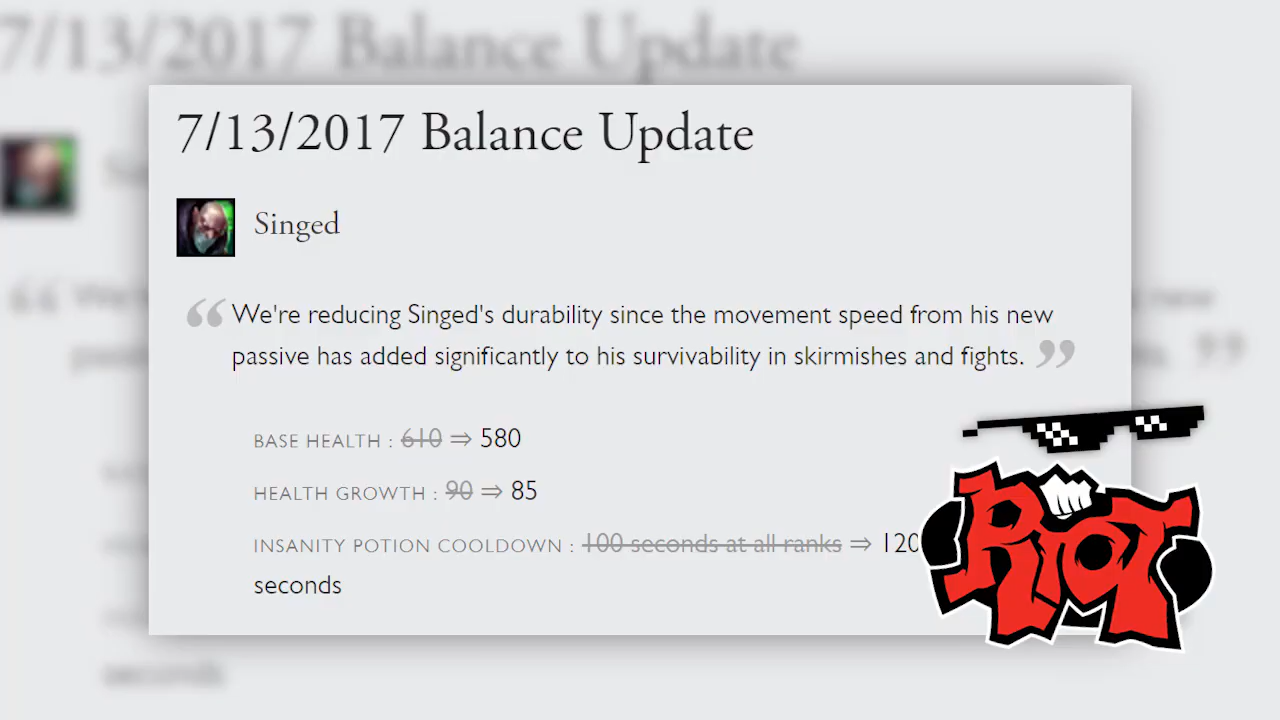 7/13/2017 Balance Update
Singed
“We're reducing Singed's durability since the movement speed from his new
passive has added significantly to his survivability in skirmishes and fights.”
BASE HEALTH : 610 ⇒ 580
HEALTH GROWTH : 90 ⇒ 85
INSANITY POTION COOLDOWN : 100 seconds at all ranks ⇒ 120
seconds
RIOT